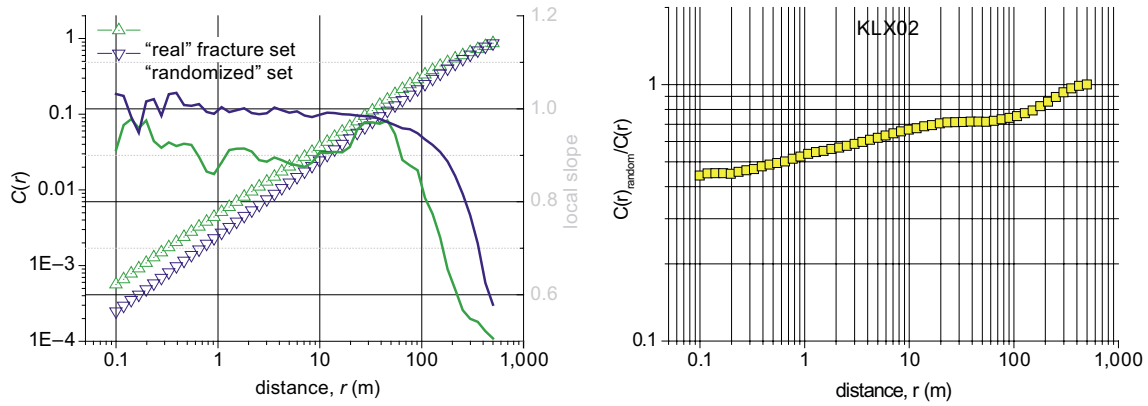 1.2
1
"real" fracture set
"randomized" set
1.0
0.1
C(r)
0.01
0.8
local slope
1E−3
0.6
1E−4
0.1
1
10
100
1,000
distance, r (m)
KLX02
1
C(r)random/C(r)
0.1
0.1
1
10
100
1,000
distance, r (m)